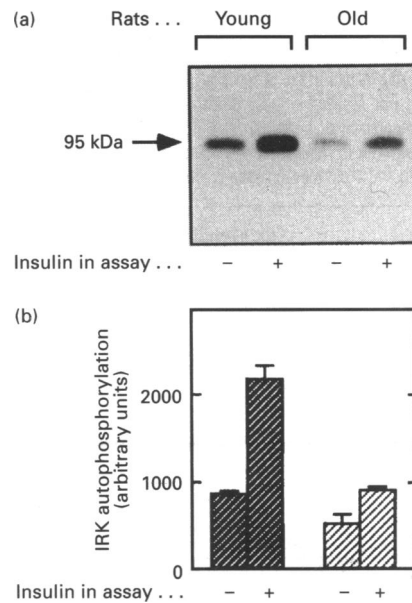 (a) Rats . . . Young Old
95 kDa
Insulin in assay . . . – + – +
(b)
IRK autophosphorylation
(arbitrary units)
2000
1000
0
Insulin in assay . . . – + – +